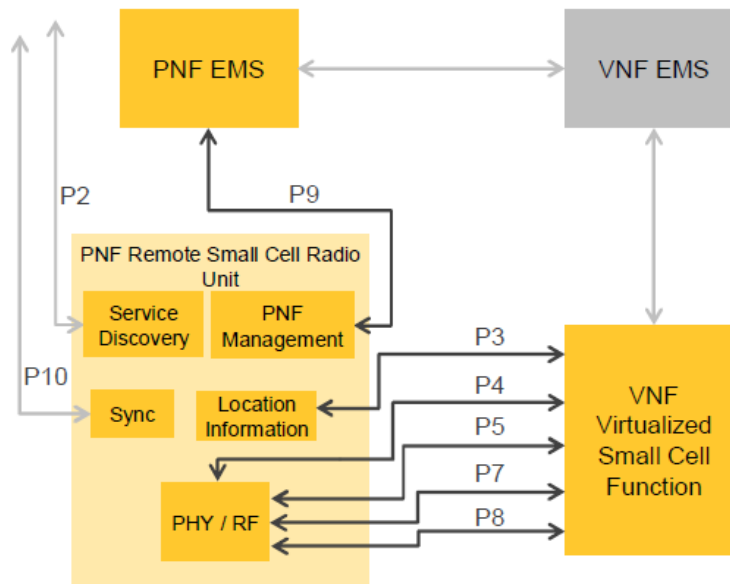 PNF EMS
VNF EMS
P2
P9
PNF Remote Small Cell Radio
Unit
Service
Discovery
PNF
Management
P3
P10
P4
Sync
Location
Information
P5
VNF
Virtualized
Small Cell
Function
P7
PHY / RF
P8